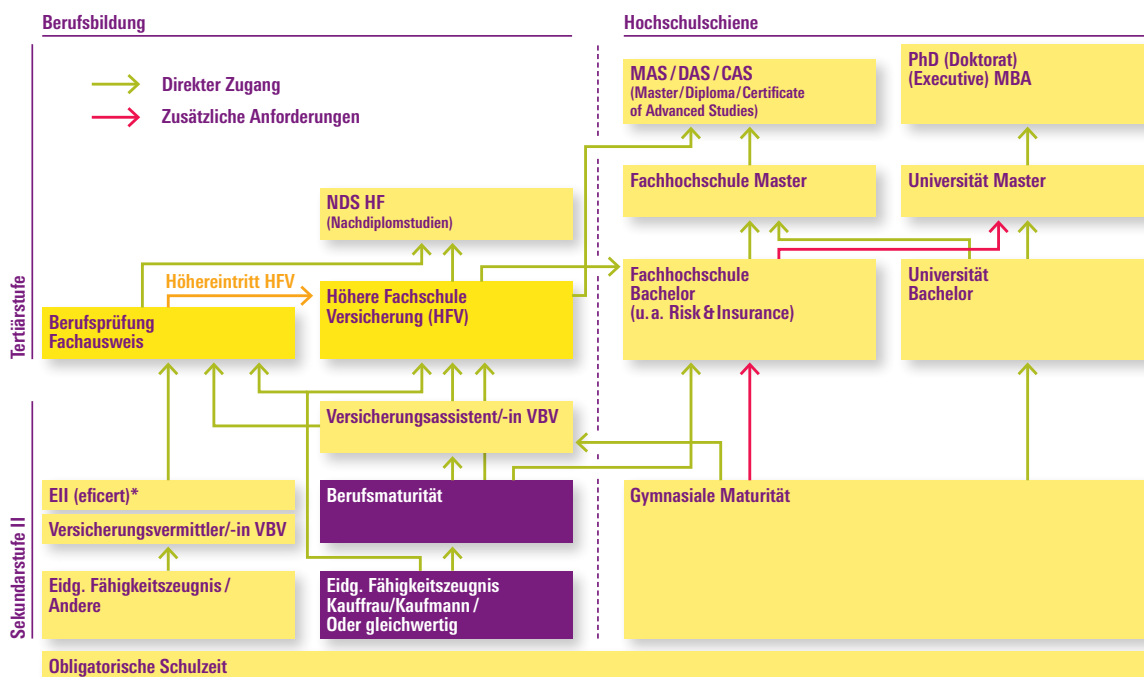 Berufsbildung
Hochschulschiene
Direkter Zugang
Zusätzliche Anforderungen
MAS / DAS / CAS
(Master / Diploma / Certificate
of Advanced Studies)
PhD (Doktorat)
(Executive) MBA
Tertiärstufe
NDS HF
(Nachdiplomstudien)
Fachhochschule Master
Universität Master
Höhereintritt HFV
Berufsprüfung
Fachausweis
Höhere Fachschule
Versicherung (HFV)
Fachhochschule
Bachelor
(u. a. Risk & Insurance)
Universität
Bachelor
Sekundarstufe II
Versicherungsassistent/-in VBV
EII (eficert)*
Versicherungsvermittler/-in VBV
Berufsmaturität
Gymnasiale Maturität
Eidg. Fähigkeitszeugnis /
Andere
Eidg. Fähigkeitszeugnis
Kauffrau/Kaufmann /
Oder gleichwertig
Obligatorische Schulzeit